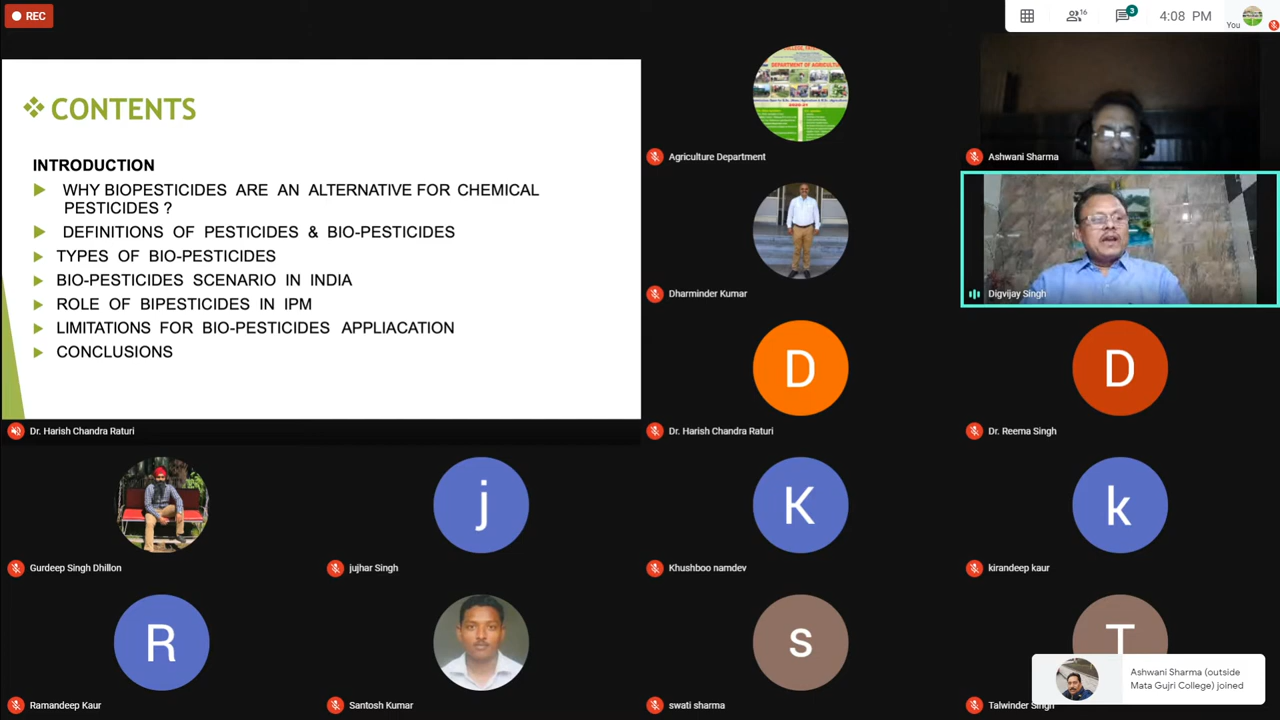 REC
16
3
4:08 PM
You
CONTENTS
INTRODUCTION
WHY BIOPESTICIDES ARE AN ALTERNATIVE FOR CHEMICAL
PESTICIDES ?
DEFINITIONS OF PESTICIDES & BIO-PESTICIDES
TYPES OF BIO-PESTICIDES
BIO-PESTICIDES SCENARIO IN INDIA
ROLE OF BIPESTICIDES IN IPM
LIMITATIONS FOR BIO-PESTICIDES APPLIACATION
CONCLUSIONS
DEPARTMENT OF AGRICULTU
Agriculture Department
Ashwani Sharma
Dharminder Kumar
Digvijay Singh
D
D
Dr. Harish Chandra Raturi
Dr. Harish Chandra Raturi
Dr. Reema Singh
j
K
k
Gurdeep Singh Dhillon
jujhar Singh
Khushboo namdev
kirandeep kaur
R
s
T
Ashwani Sharma (outside
Mata Gujri College) joined
Ramandeep Kaur
Santosh Kumar
swati sharma
Talwinder Singh